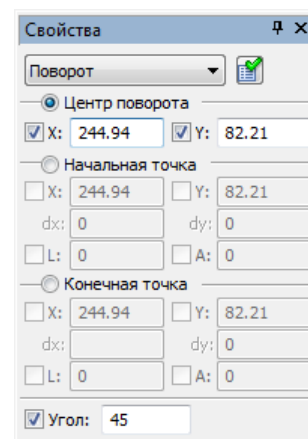 Свойства
Поворот
Центр поворота
X: 244.94 Y: 82.21
Начальная точка
X: 244.94 Y: 82.21
dx: 0 dy: 0
L: 0 A: 0
Конечная точка
X: 244.94 Y: 82.21
dx: dy: 0
L: 0 A: 0
Угол: 45